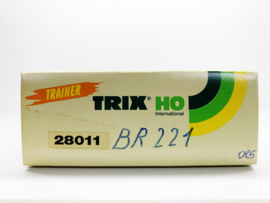 TRAINER
TRIX® HO
International
28011 BR 221